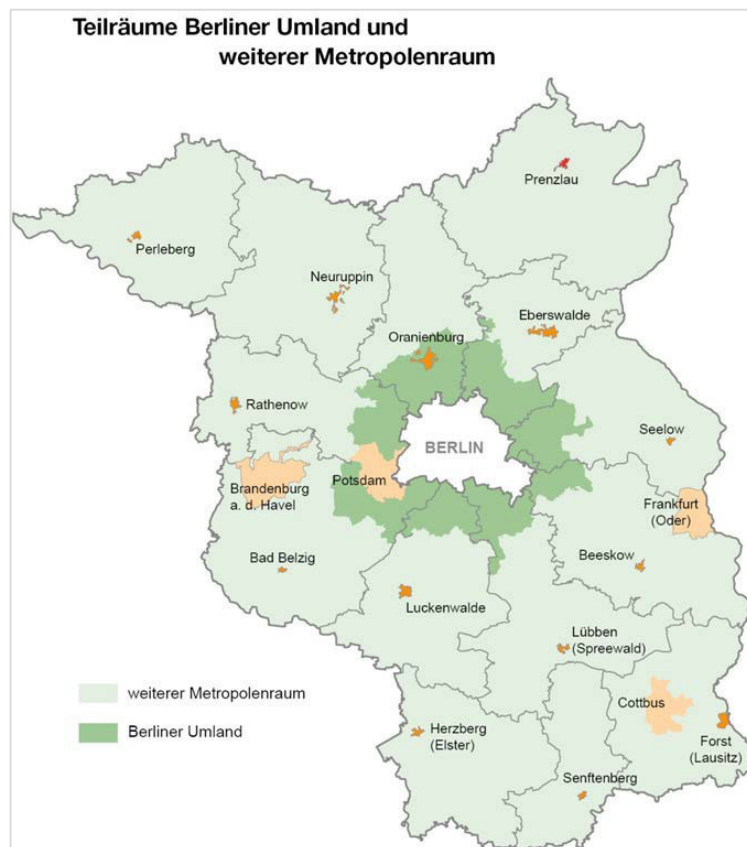 Teilräume Berliner Umland und
weiterer Metropolenraum
Prenzlau
Perleberg
Neuruppin
Eberswalde
Oranienburg
Rathenow
Seelow
BERLIN
Potsdam
Brandenburg
a. d. Havel
Frankfurt
(Oder)
Bad Belzig
Beeskow
Luckenwalde
Lübben
(Spreewald)
weiterer Metropolenraum
Cottbus
Berliner Umland
Herzberg
(Elster)
Forst
(Lausitz)
Senftenberg